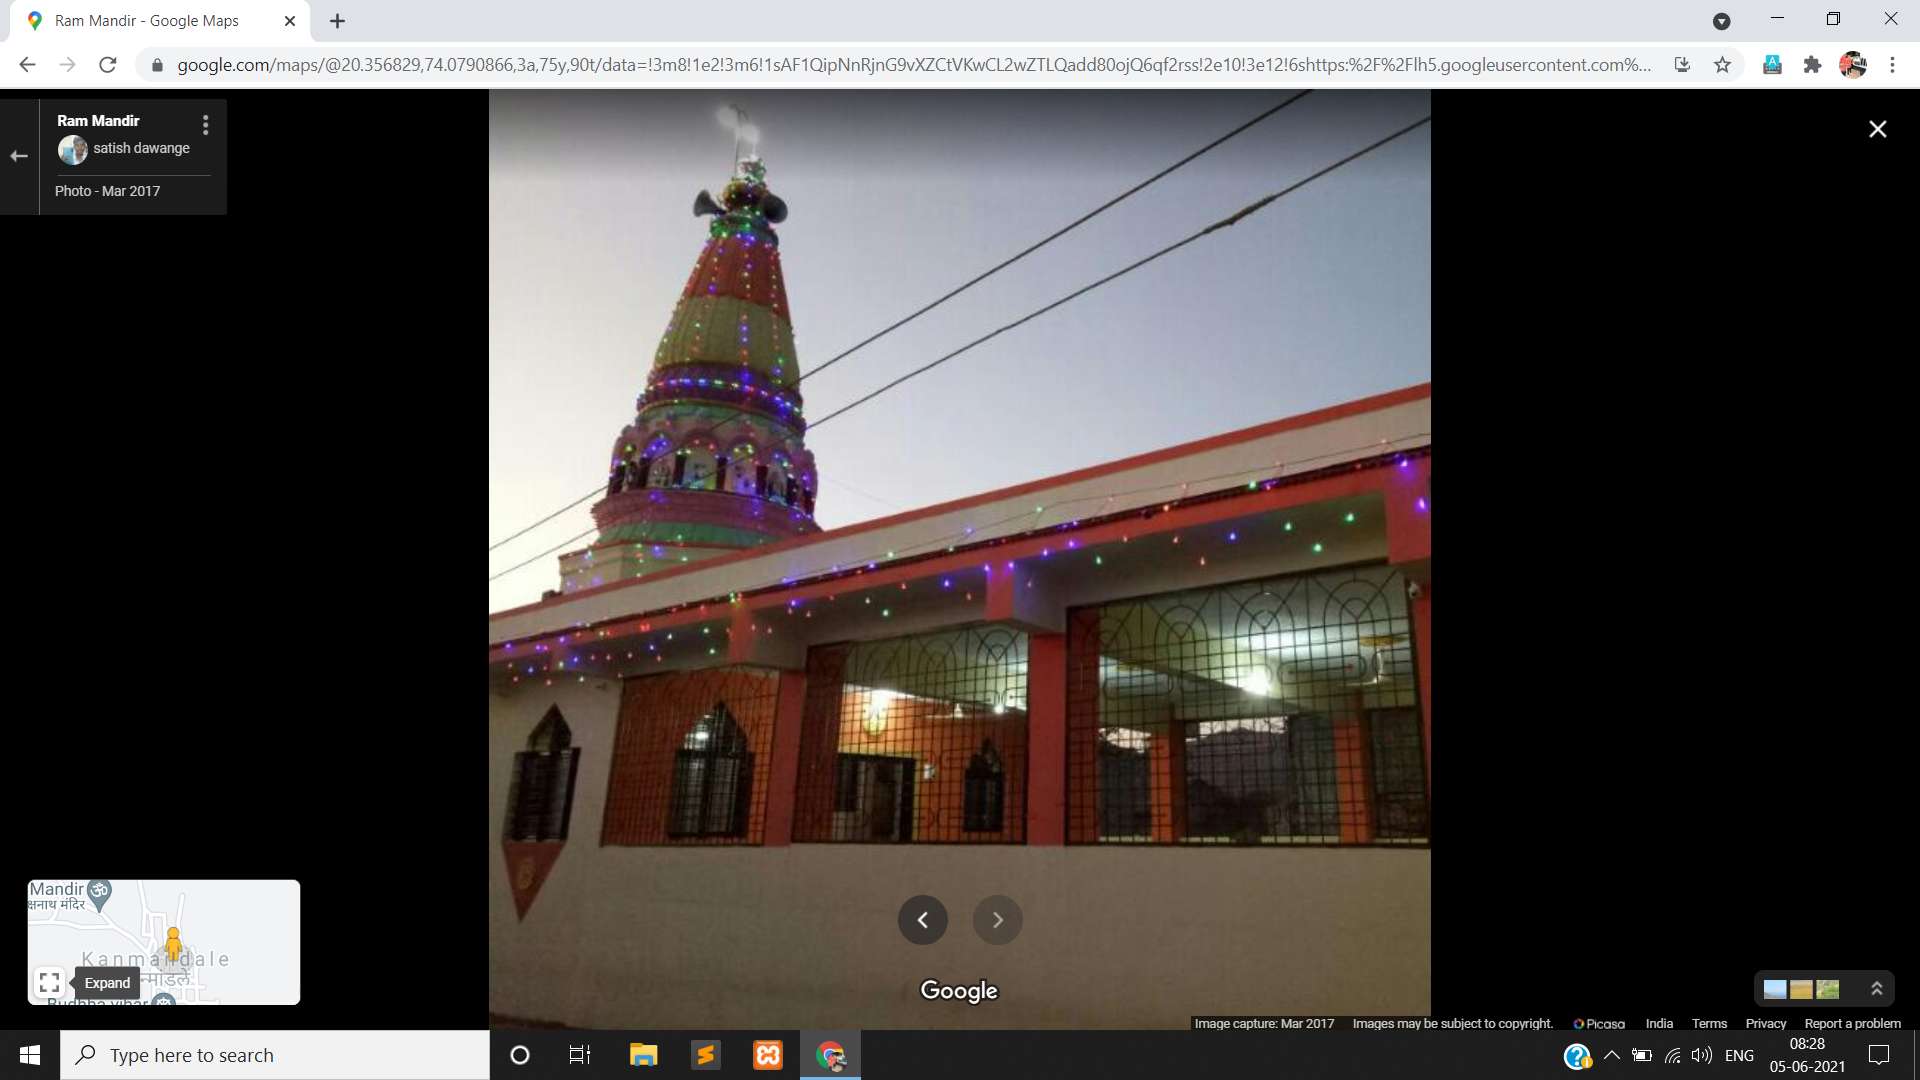 Ram Mandir - Google Maps
google.com/maps/@20.356829,74.0790866,3a,75y,90t/data=!3m8!1e2!3m6!1sAF1QipNnRjnG9vXZCtVKwCL2wZTLQadd80ojQ6qf2rss!2e10!3e12!6shttps:%2F%2Flh5.googleusercontent.com%...
Ram Mandir
satish dawange
Photo - Mar 2017
Mandir
क्षनाथ मंदिर
Kanmandale
Expand
Buddha vihar
Google
Image capture: Mar 2017 Images may be subject to copyright. Picasa India Terms Privacy Report a problem
Type here to search
ENG
08:28
05-06-2021